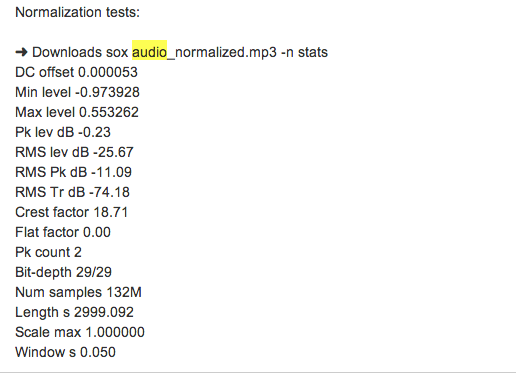 Normalization tests:
➜ Downloads sox audio_normalized.mp3 -n stats
DC offset 0.000053
Min level -0.973928
Max level 0.553262
Pk lev dB -0.23
RMS lev dB -25.67
RMS Pk dB -11.09
RMS Tr dB -74.18
Crest factor 18.71
Flat factor 0.00
Pk count 2
Bit-depth 29/29
Num samples 132M
Length s 2999.092
Scale max 1.000000
Window s 0.050